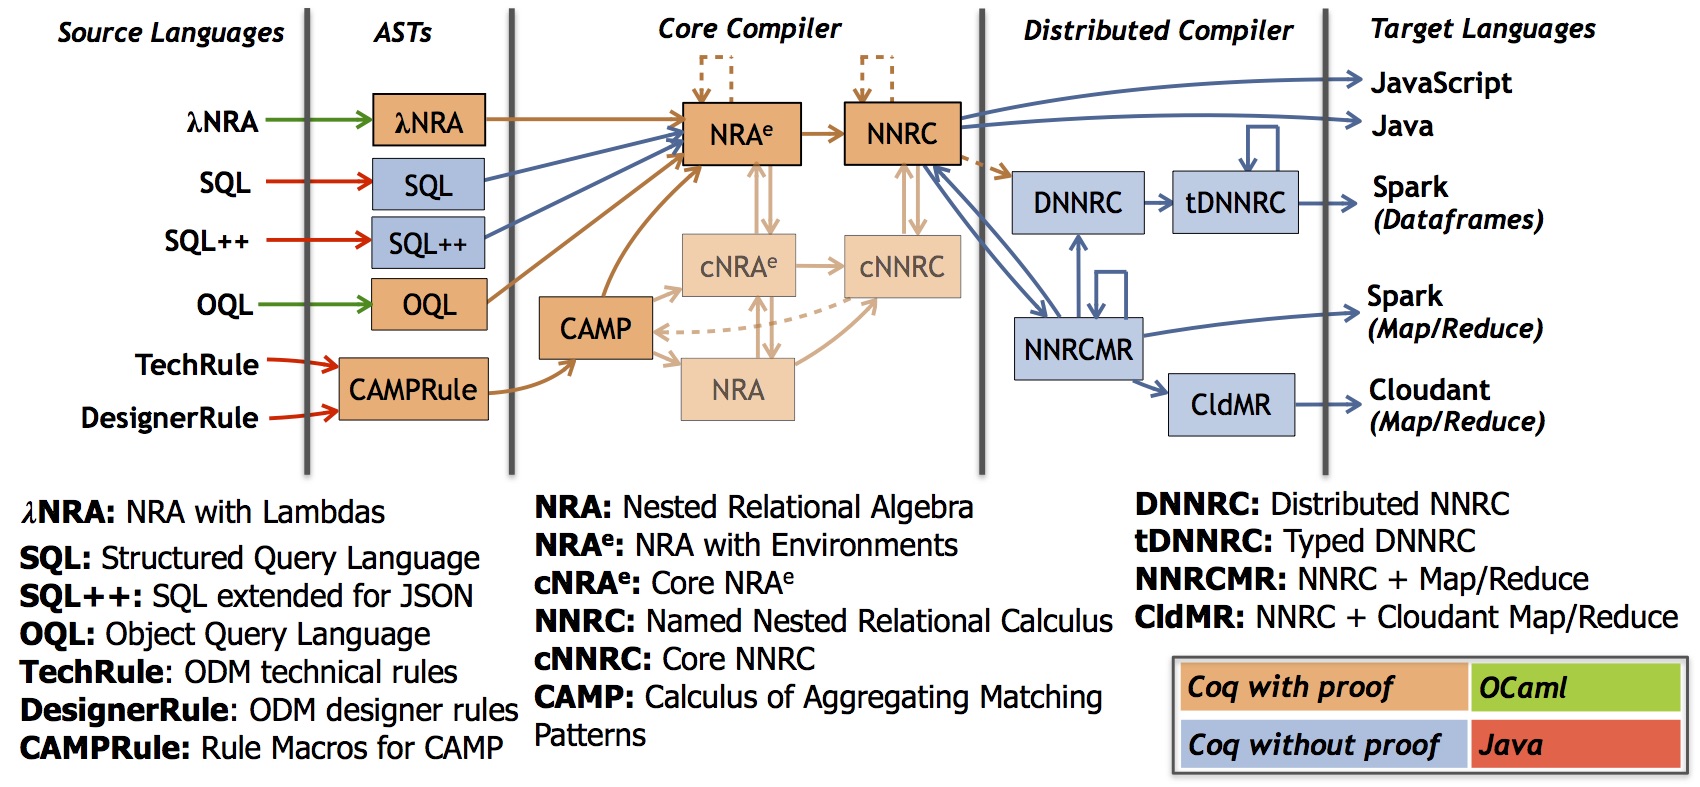 Source Languages
ASTs
Core Compiler
Distributed Compiler
Target Languages
λNRA
SQL
SQL++
OQL
TechRule
DesignerRule
λNRA
SQL
SQL++
OQL
CAMPRule
NRAᵉ
NNRC
cNRAᵉ
cNNRC
CAMP
NRA
DNNRC
tDNNRC
NNRCMR
CldMR
JavaScript
Java
Spark
(Dataframes)
Spark
(Map/Reduce)
Cloudant
(Map/Reduce)
λNRA: NRA with Lambdas
SQL: Structured Query Language
SQL++: SQL extended for JSON
OQL: Object Query Language
TechRule: ODM technical rules
DesignerRule: ODM designer rules
CAMPRule: Rule Macros for CAMP
NRA: Nested Relational Algebra
NRAᵉ: NRA with Environments
cNRAᵉ: Core NRAᵉ
NNRC: Named Nested Relational Calculus
cNNRC: Core NNRC
CAMP: Calculus of Aggregating Matching
Patterns
DNNRC: Distributed NNRC
tDNNRC: Typed DNNRC
NNRCMR: NNRC + Map/Reduce
CldMR: NNRC + Cloudant Map/Reduce
Coq with proof
OCaml
Coq without proof
Java